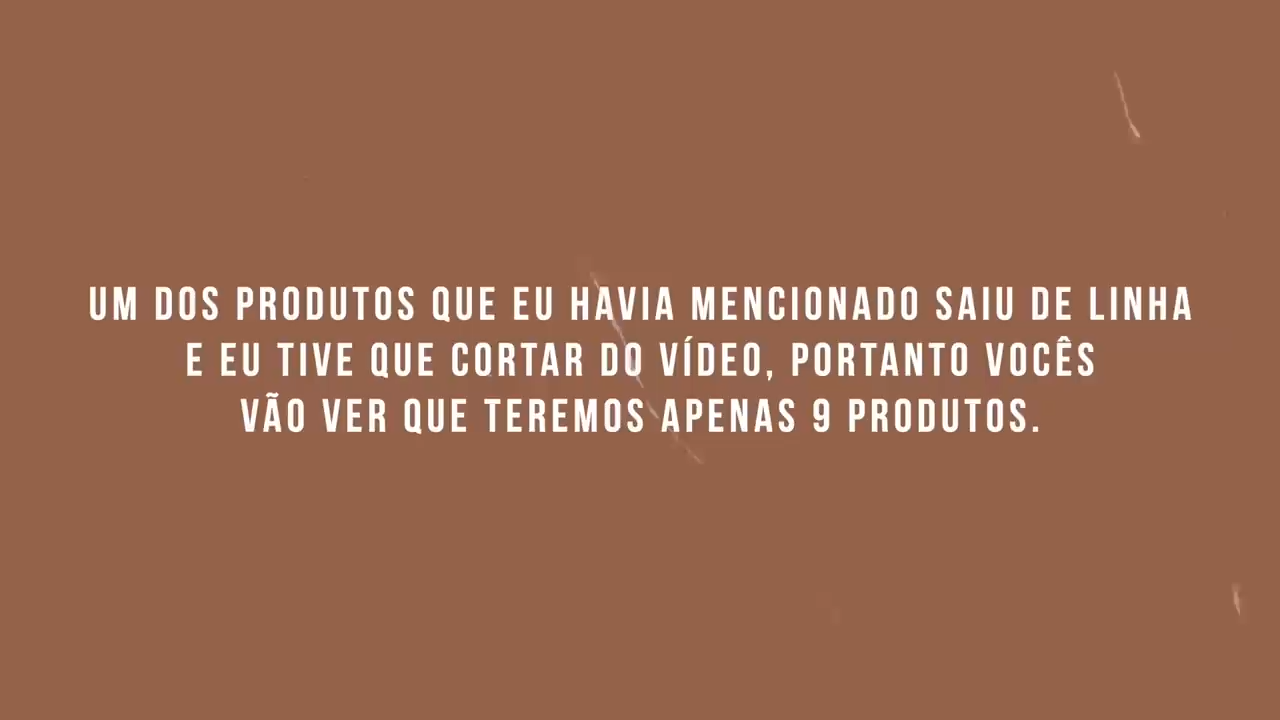 UM DOS PRODUTOS QUE EU HAVIA MENCIONADO SAIU DE LINHA
E EU TIVE QUE CORTAR DO VÍDEO, PORTANTO VOCÊS
VÃO VER QUE TEREMOS APENAS 9 PRODUTOS.